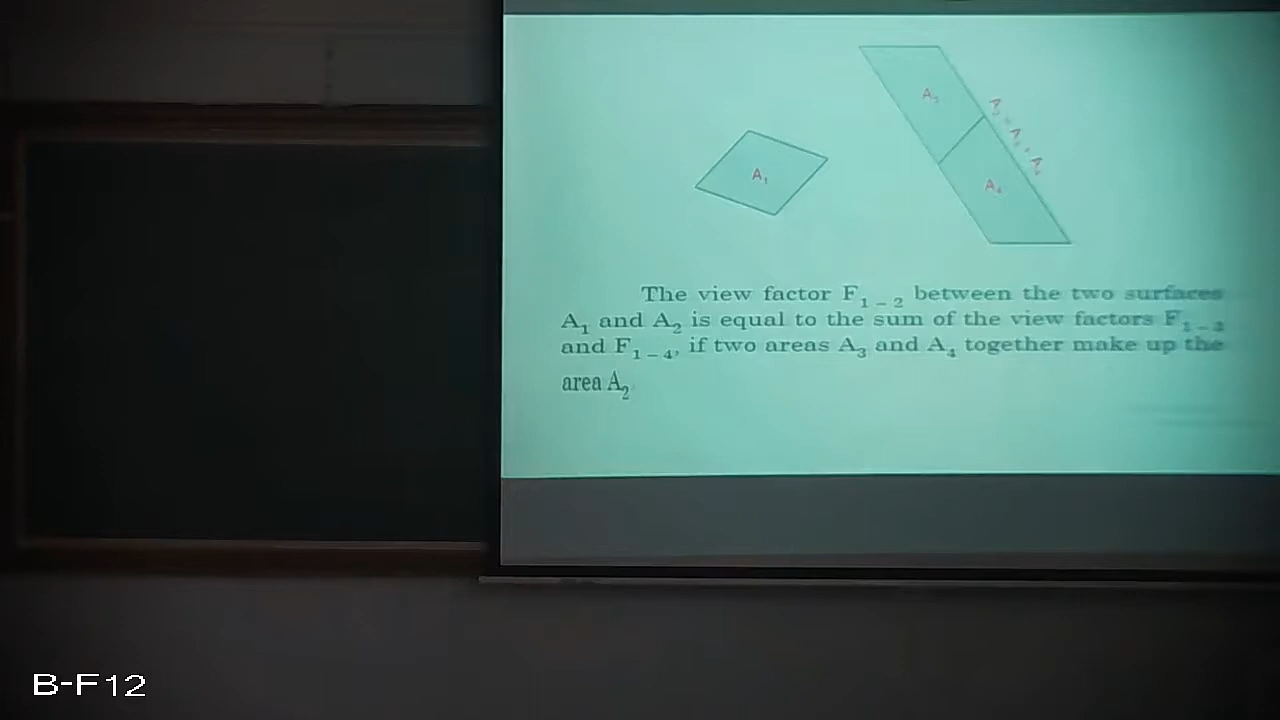 A₃
A₂ = A₃ + A₄
A₁
A₄
The view factor F₁ ₋ ₂ between the two surfaces
A₁ and A₂ is equal to the sum of the view factors F₁ ₋ ₃
and F₁ ₋ ₄, if two areas A₃ and A₄ together make up the
area A₂
B-F12